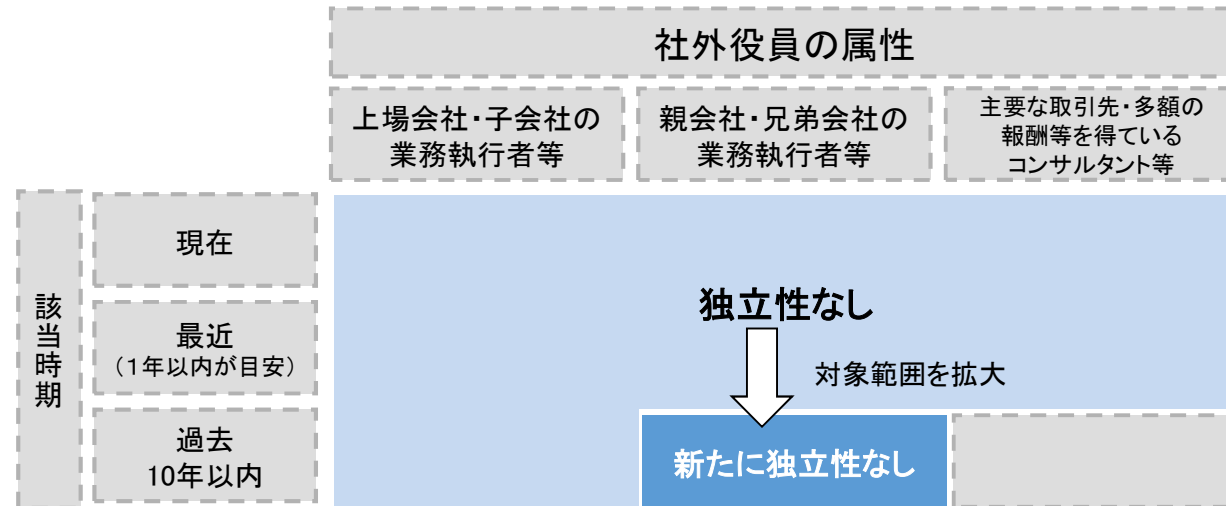 社外役員の属性
上場会社・子会社の
業務執行者等
親会社・兄弟会社の
業務執行者等
主要な取引先・多額の
報酬等を得ている
コンサルタント等
該当時期
現在
最近
（１年以内が目安）
過去
10年以内
独立性なし
対象範囲を拡大
新たに独立性なし